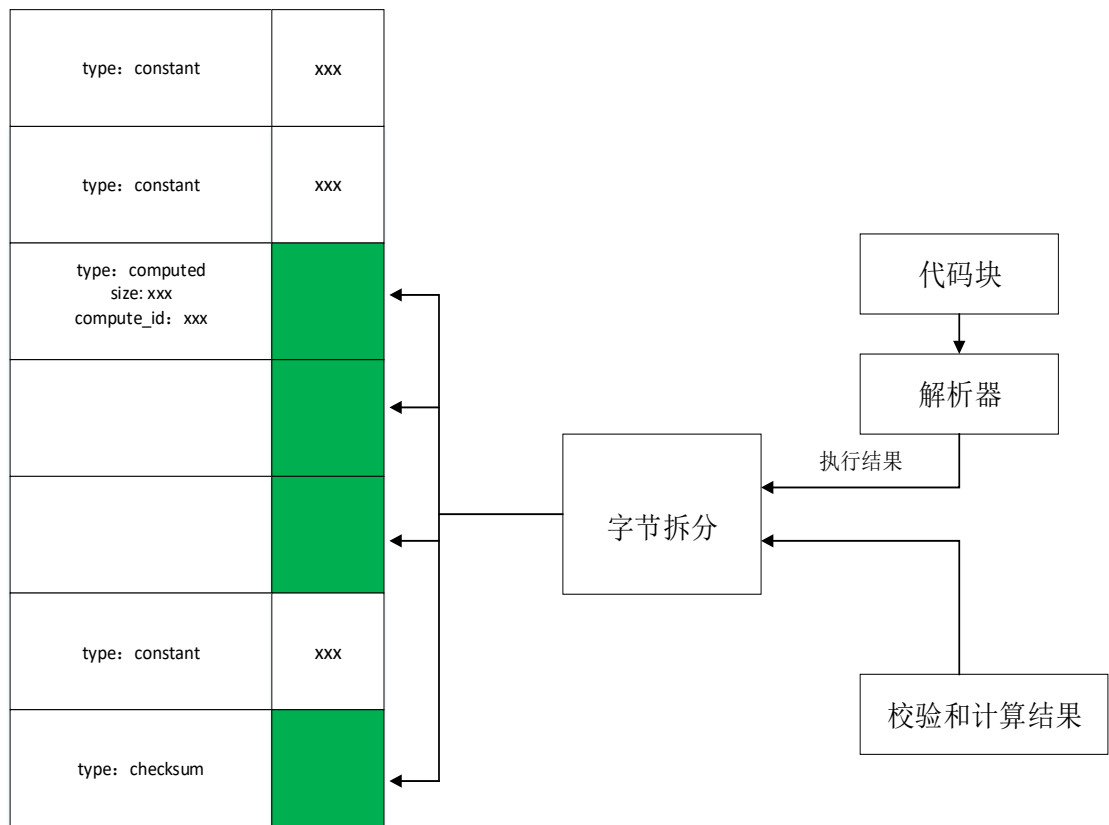 type：constant
xxx
type：constant
xxx
type：computed
size: xxx
compute_id：xxx
type：constant
xxx
type：checksum
字节拆分
代码块
解析器
执行结果
校验和计算结果